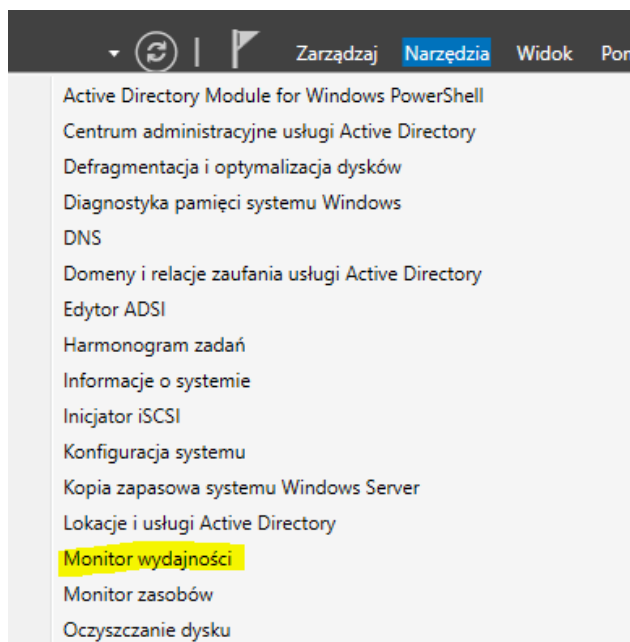 Zarządzaj Narzędzia Widok
Active Directory Module for Windows PowerShell
Centrum administracyjne usługi Active Directory
Defragmentacja i optymalizacja dysków
Diagnostyka pamięci systemu Windows
DNS
Domeny i relacje zaufania usługi Active Directory
Edytor ADSI
Harmonogram zadań
Informacje o systemie
Inicjator iSCSI
Konfiguracja systemu
Kopia zapasowa systemu Windows Server
Lokacje i usługi Active Directory
Monitor wydajności
Monitor zasobów
Oczyszczanie dysku